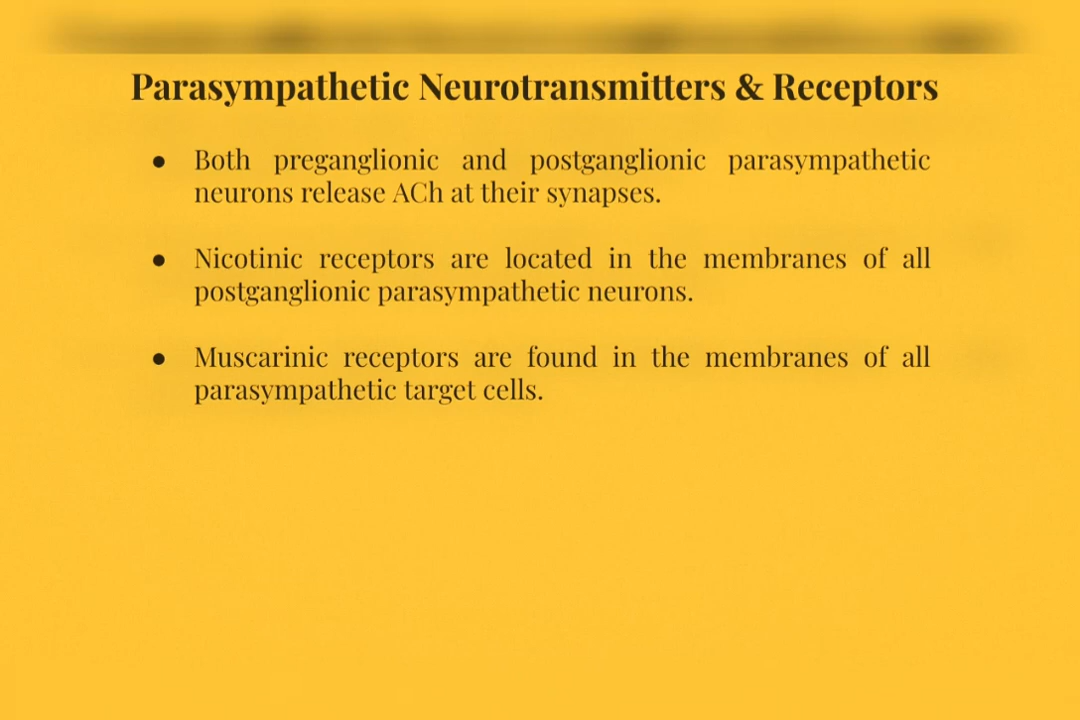 Parasympathetic Neurotransmitters & Receptors
● Both preganglionic and postganglionic parasympathetic
neurons release ACh at their synapses.
● Nicotinic receptors are located in the membranes of all
postganglionic parasympathetic neurons.
● Muscarinic receptors are found in the membranes of all
parasympathetic target cells.